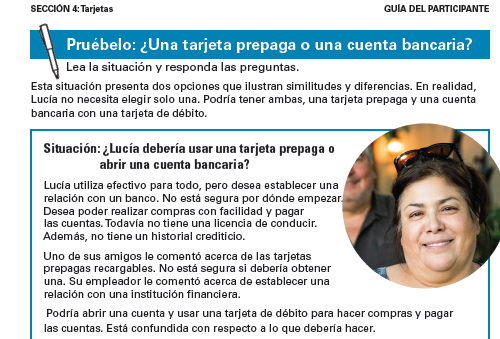 SECCIÓN 4: Tarjetas
GUÍA DEL PARTICIPANTE
Pruébelo: ¿Una tarjeta prepaga o una cuenta bancaria?
Lea la situación y responda las preguntas.
Esta situación presenta dos opciones que ilustran similitudes y diferencias. En realidad,
Lucía no necesita elegir solo una. Podría tener ambas, una tarjeta prepaga y una cuenta
bancaria con una tarjeta de débito.
Situación: ¿Lucía debería usar una tarjeta prepaga o
abrir una cuenta bancaria?
Lucía utiliza efectivo para todo, pero desea establecer una
relación con un banco. No está segura por dónde empezar.
Desea poder realizar compras con facilidad y pagar
las cuentas. Todavía no tiene una licencia de conducir.
Además, no tiene un historial crediticio.
Uno de sus amigos le comentó acerca de las tarjetas
prepagas recargables. No está segura si debería obtener
una. Su empleador le comentó acerca de establecer una
relación con una institución financiera.
Podría abrir una cuenta y usar una tarjeta de débito para hacer compras y pagar
las cuentas. Está confundida con respecto a lo que debería hacer.